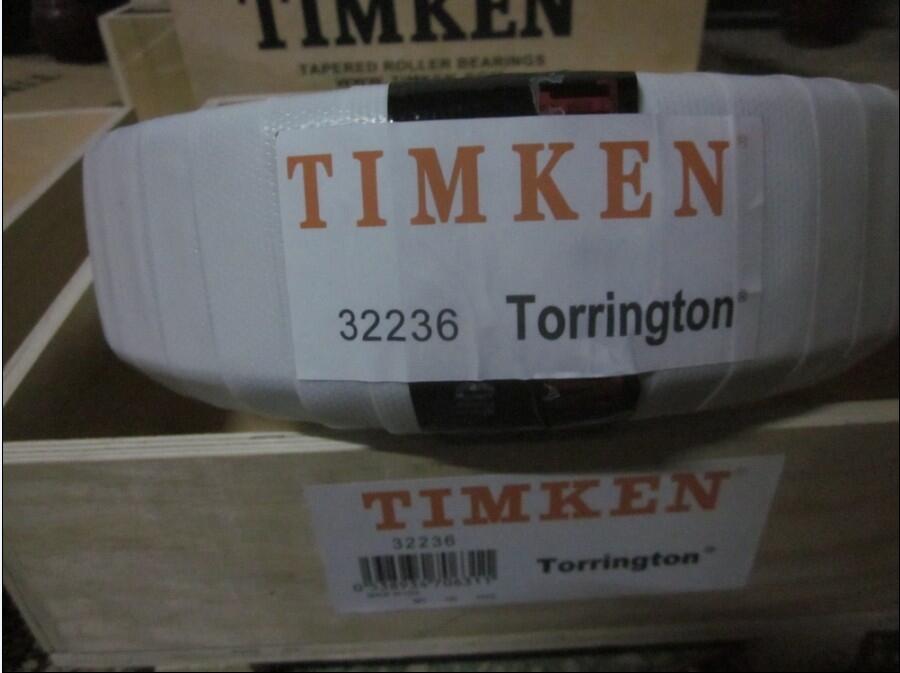 TIMKEN
TAPERED ROLLER BEARINGS
TIMKEN®
32236 Torrington®
TIMKEN®
32236
Torrington®